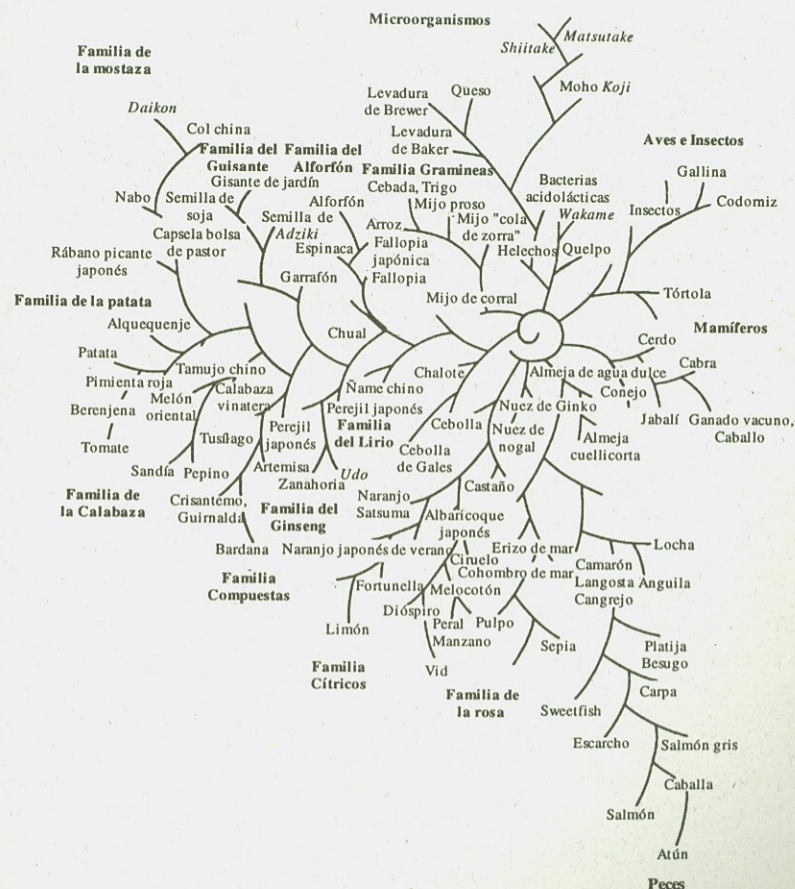 Microorganismos
Matsutake
Shiitake
Familia de
la mostaza
Moho Koji
Levadura
de Brewer
Queso
Daikon
Levadura
de Baker
Col china
Aves e Insectos
Familia del
Guisante
Familia del
Alforfón
Familia Gramineas
Gallina
Gisante de jardín
Cebada, Trigo
Bacterias
acidolácticas
Codorniz
Nabo
Semilla de
soja
Alforfón
Mijo proso
Insectos
Semilla de
Adziki
Arroz
Mijo "cola
de zorra"
Wakame
Capsela bolsa
de pastor
Espinaca
Fallopia
japónica
Helechos
Quelpo
Rábano picante
japonés
Garrafón
Fallopia
Familia de la patata
Mijo de corral
Tórtola
Alquequenje
Chual
Mamíferos
Patata
Cerdo
Tamujo chino
Chalote
Almeja de agua dulce
Cabra
Pimienta roja
Melón
oriental
Calabaza
vinatera
Ñame chino
Conejo
Berenjena
Perejil japonés
Nuez de Ginko
Jabalí
Ganado vacuno,
Caballo
Tomate
Tusílago
Perejil
japonés
Familia
del Lirio
Cebolla
Nuez de
nogal
Almeja
cuellicorta
Sandía
Pepino
Artemisa
Udo
Cebolla
de Gales
Zanahoria
Castaño
Familia de
la Calabaza
Crisantemo,
Guirnalda
Familia del
Ginseng
Naranjo
Satsuma
Albaricoque
japonés
Bardana
Naranjo japonés de verano
Erizo de mar
Locha
Ciruelo
Camarón
Familia
Compuestas
Cohombro de mar
Langosta
Anguila
Fortunella
Melocotón
Cangrejo
Dióspiro
Limón
Peral
Manzano
Pulpo
Sepia
Platija
Besugo
Familia
Cítricos
Vid
Carpa
Familia de
la rosa
Sweetfish
Escarcho
Salmón gris
Caballa
Salmón
Atún
Peces